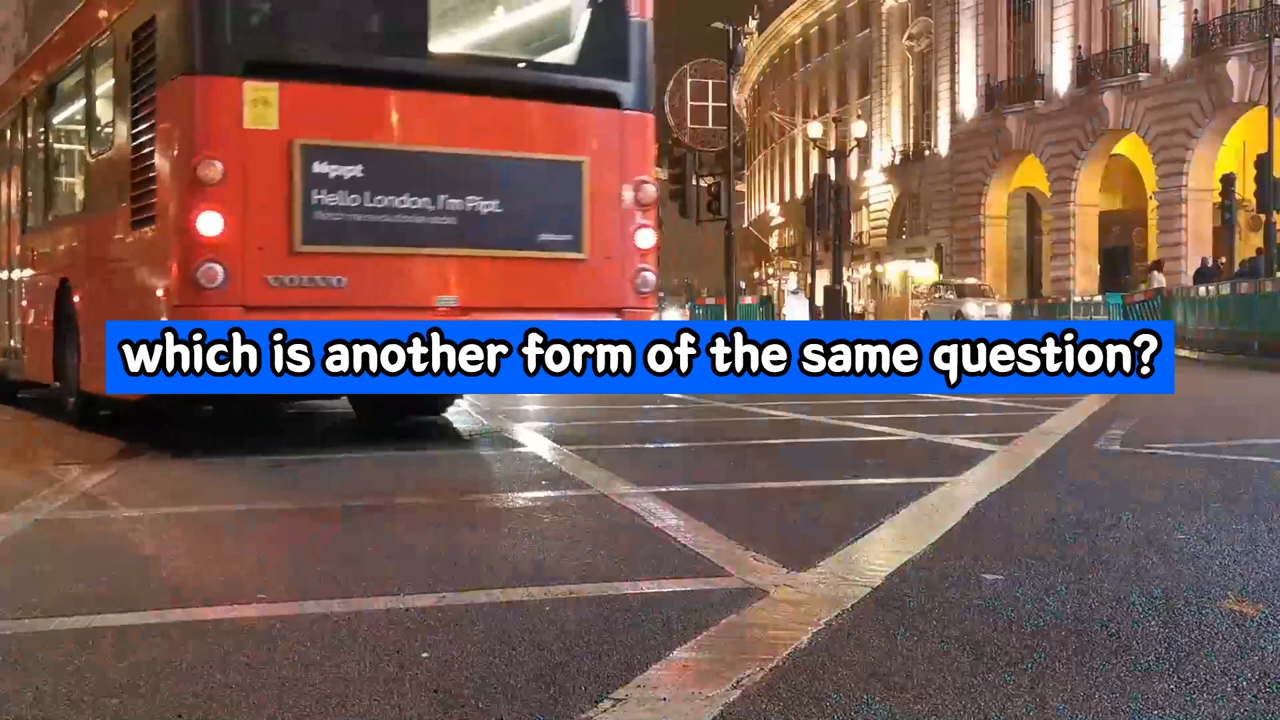 Hello London, I'm Pipt.
VOLVO
which is another form of the same question?